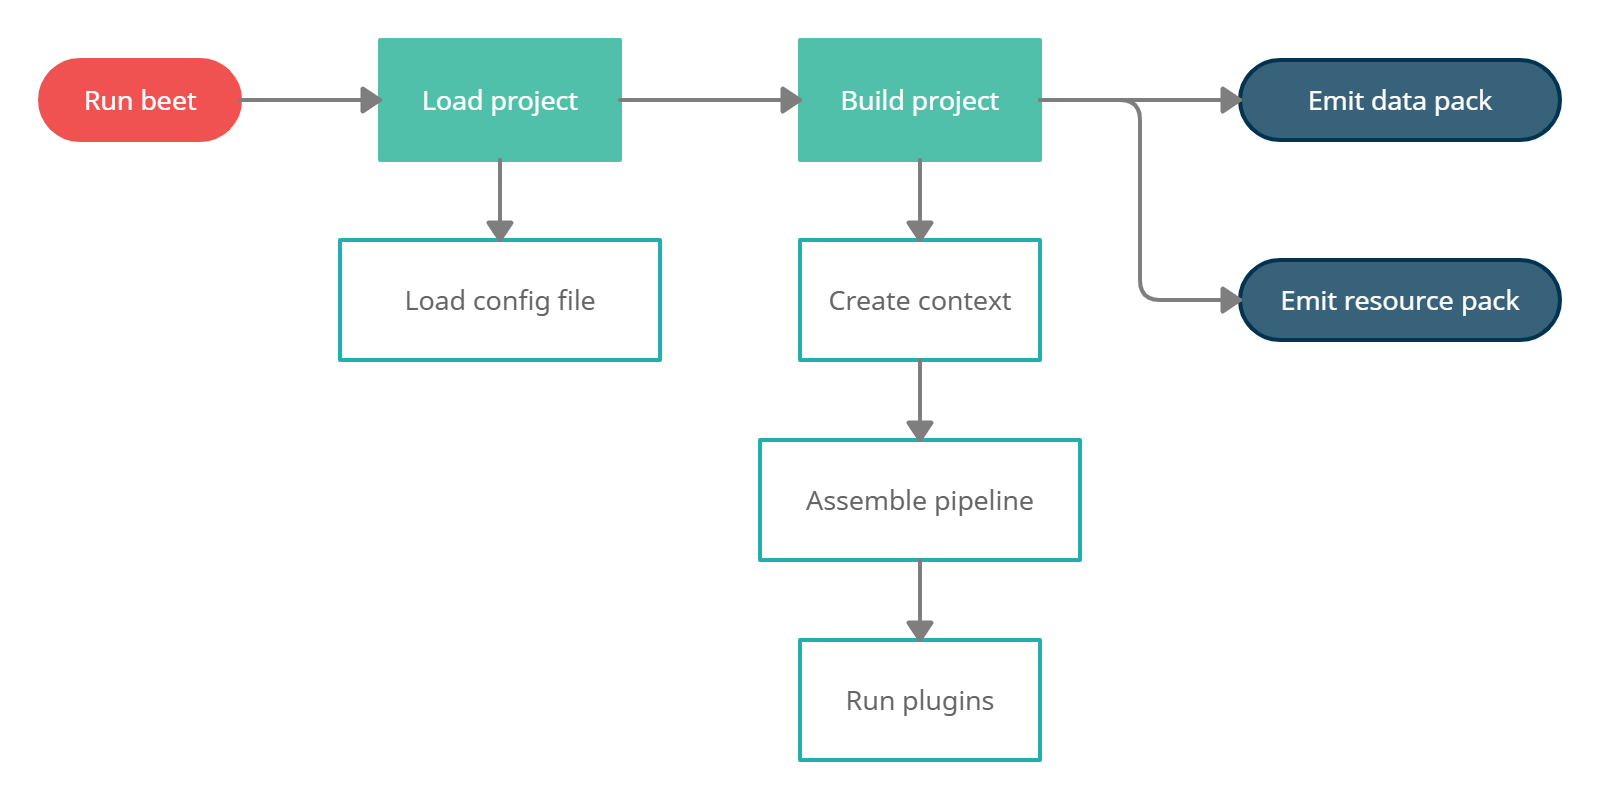 Run beet
Load project
Build project
Emit data pack
Load config file
Create context
Emit resource pack
Assemble pipeline
Run plugins